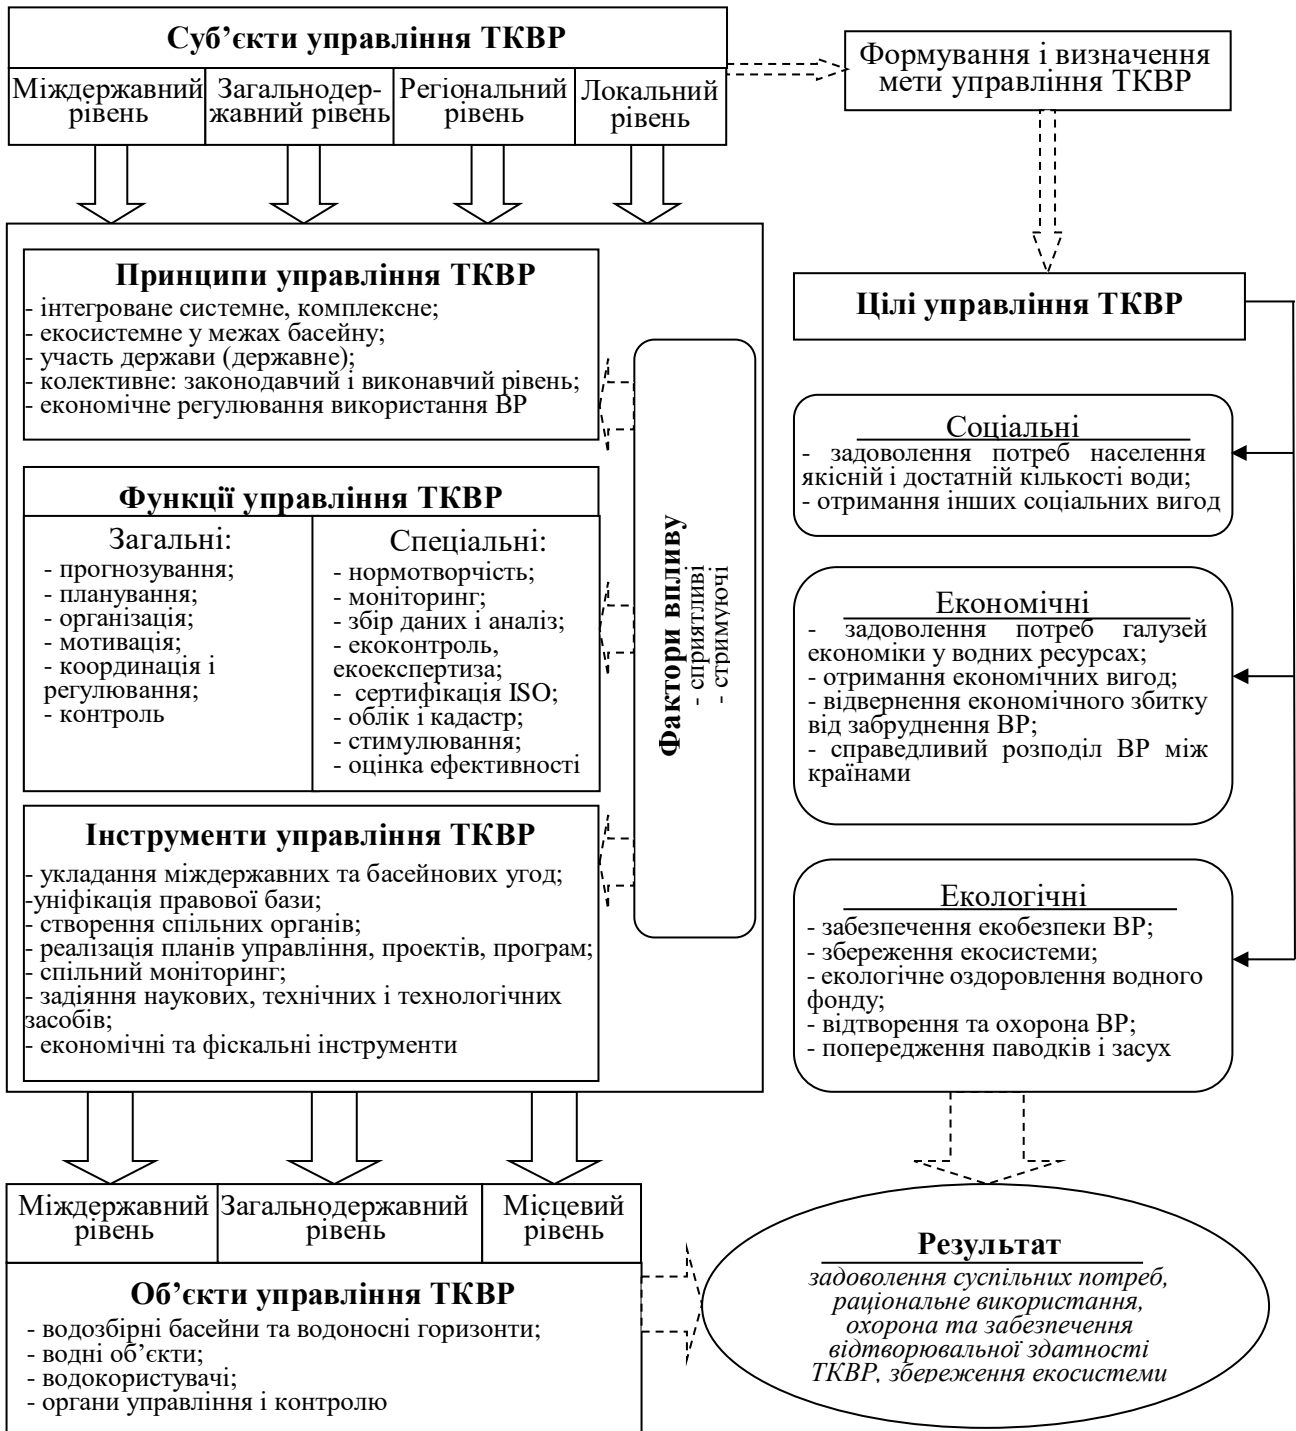 Суб’єкти управління ТКВР
Міждержавний
рівень
Загальнодер-
жавний рівень
Регіональний
рівень
Локальний
рівень
Формування і визначення
мети управління ТКВР
Принципи управління ТКВР
- інтегроване системне, комплексне;
- екосистемне у межах басейну;
- участь держави (державне);
- колективне: законодавчий і виконавчий рівень;
- економічне регулювання використання ВР
Функції управління ТКВР
Загальні:
- прогнозування;
- планування;
- організація;
- мотивація;
- координація і
регулювання;
- контроль
Спеціальні:
- нормотворчість;
- моніторинг;
- збір даних і аналіз;
- екоконтроль,
екоекспертиза;
- сертифікація ISO;
- облік і кадастр;
- стимулювання;
- оцінка ефективності
Інструменти управління ТКВР
- укладання міждержавних та басейнових угод;
-уніфікація правової бази;
- створення спільних органів;
- реалізація планів управління, проектів, програм;
- спільний моніторинг;
- задіяння наукових, технічних і технологічних
засобів;
- економічні та фіскальні інструменти
Фактори впливу
- сприятливі
- стримуючі
Цілі управління ТКВР
Соціальні
- задоволення потреб населення
якісній і достатній кількості води;
- отримання інших соціальних вигод
Економічні
- задоволення потреб галузей
економіки у водних ресурсах;
- отримання економічних вигод;
- відвернення економічного збитку
від забруднення ВР;
- справедливий розподіл ВР між
країнами
Екологічні
- забезпечення екобезпеки ВР;
- збереження екосистеми;
- екологічне оздоровлення водного
фонду;
- відтворення та охорона ВР;
- попередження паводків і засух
Міждержавний
рівень
Загальнодержавний
рівень
Місцевий
рівень
Об’єкти управління ТКВР
- водозбірні басейни та водоносні горизонти;
- водні об’єкти;
- водокористувачі;
- органи управління і контролю
Результат
задоволення суспільних потреб,
раціональне використання,
охорона та забезпечення
відтворювальної здатності
ТКВР, збереження екосистеми